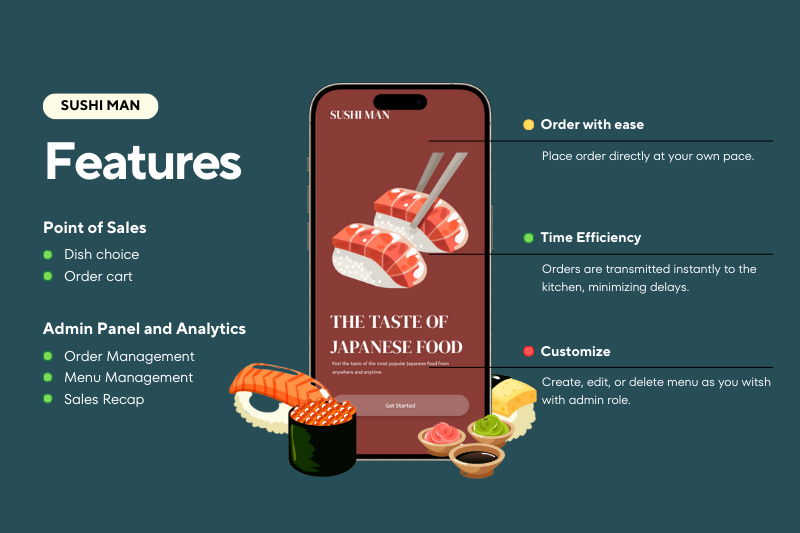 SUSHI MAN
Features
Point of Sales
Dish choice
Order cart
Admin Panel and Analytics
Order Management
Menu Management
Sales Recap
SUSHI MAN
THE TASTE OF
JAPANESE FOOD
Feel the taste of the most popular Japanese food from
anywhere and anytime
Get Started
Order with ease
Place order directly at your own pace.
Time Efficiency
Orders are transmitted instantly to the
kitchen, minimizing delays.
Customize
Create, edit, or delete menu as you witsh
with admin role.